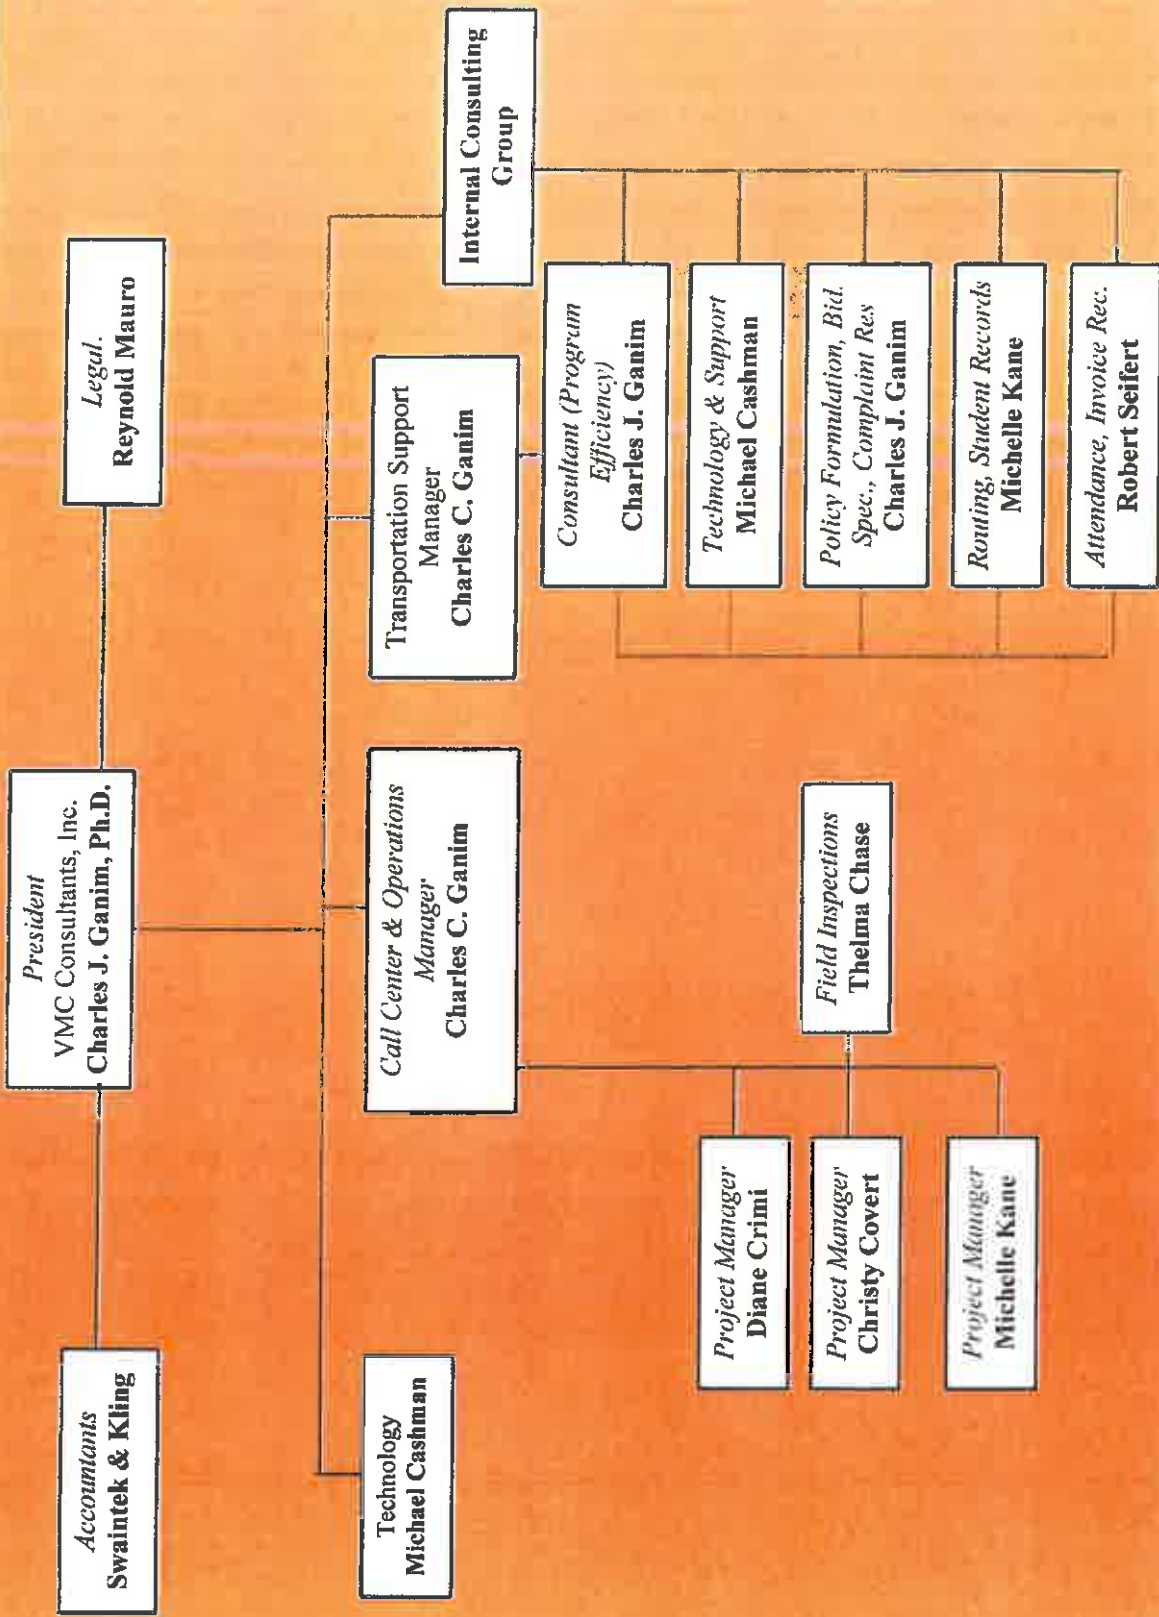 President
VMC Consultants, Inc.
Charles J. Ganim, Ph.D.
Accountants
Swaintek & Kling
Legal.
Reynold Mauro
Technology
Michael Cashman
Call Center & Operations
Manager
Charles C. Ganim
Transportation Support
Manager
Charles C. Ganim
Internal Consulting
Group
Project Manager
Diane Crimi
Project Manager
Christy Covert
Project Manager
Michelle Kane
Field Inspections
Thelma Chase
Consultant (Program
Efficiency)
Charles J. Ganim
Technology & Support
Michael Cashman
Policy Formulation, Bid.
Spec., Complaint Res
Charles J. Ganim
Routing, Student Records
Michelle Kane
Attendance, Invoice Rec.
Robert Seifert